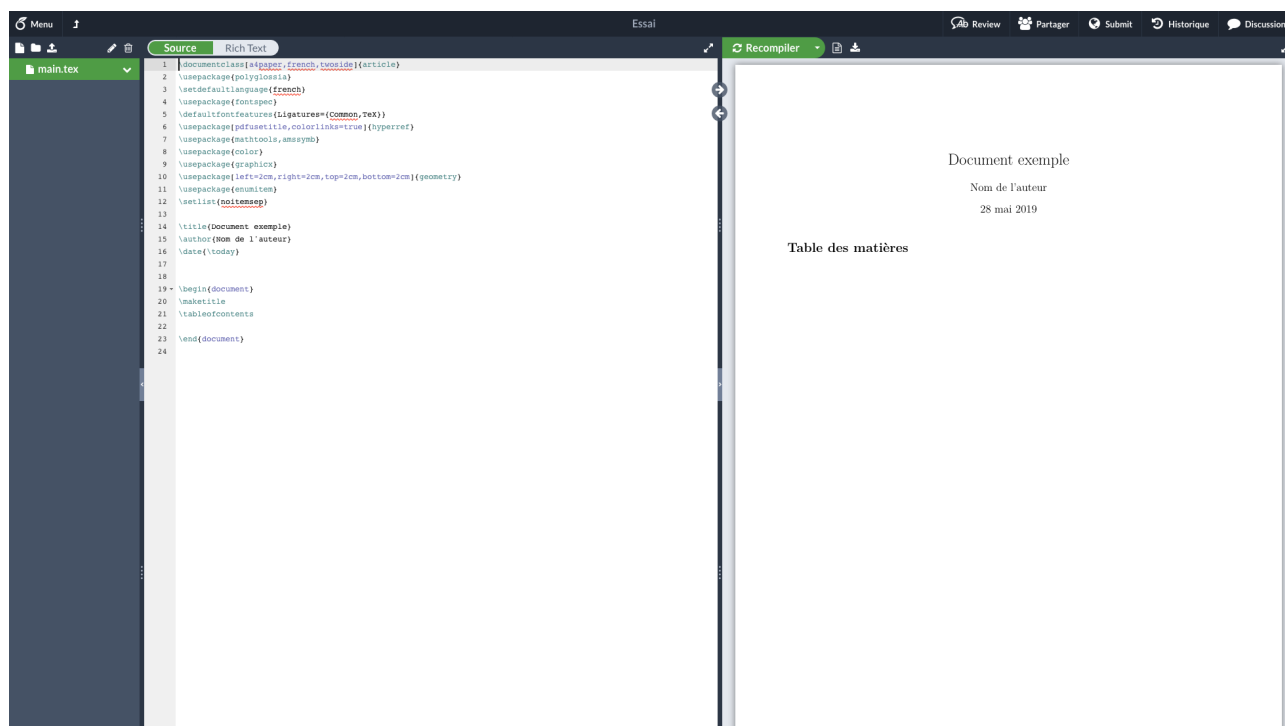 Menu
Essai
Review
Partager
Submit
Historique
Discussion
Source
Rich Text
Recompiler
main.tex
1 \documentclass[a4paper,french,twoside]{article}
2 \usepackage{polyglossia}
3 \setdefaultlanguage{french}
4 \usepackage{fontspec}
5 \defaultfontfeatures{Ligatures={Common,TeX}}
6 \usepackage[pdfusetitle,colorlinks=true]{hyperref}
7 \usepackage{mathtools,amssymb}
8 \usepackage{color}
9 \usepackage{graphicx}
10 \usepackage[left=2cm,right=2cm,top=2cm,bottom=2cm]{geometry}
11 \usepackage{enumitem}
12 \setlist{noitemsep}
13
14 \title{Document exemple}
15 \author{Nom de l'auteur}
16 \date{\today}
17
18
19 \begin{document}
20 \maketitle
21 \tableofcontents
22
23 \end{document}
24
Document exemple
Nom de l'auteur
28 mai 2019
Table des matières